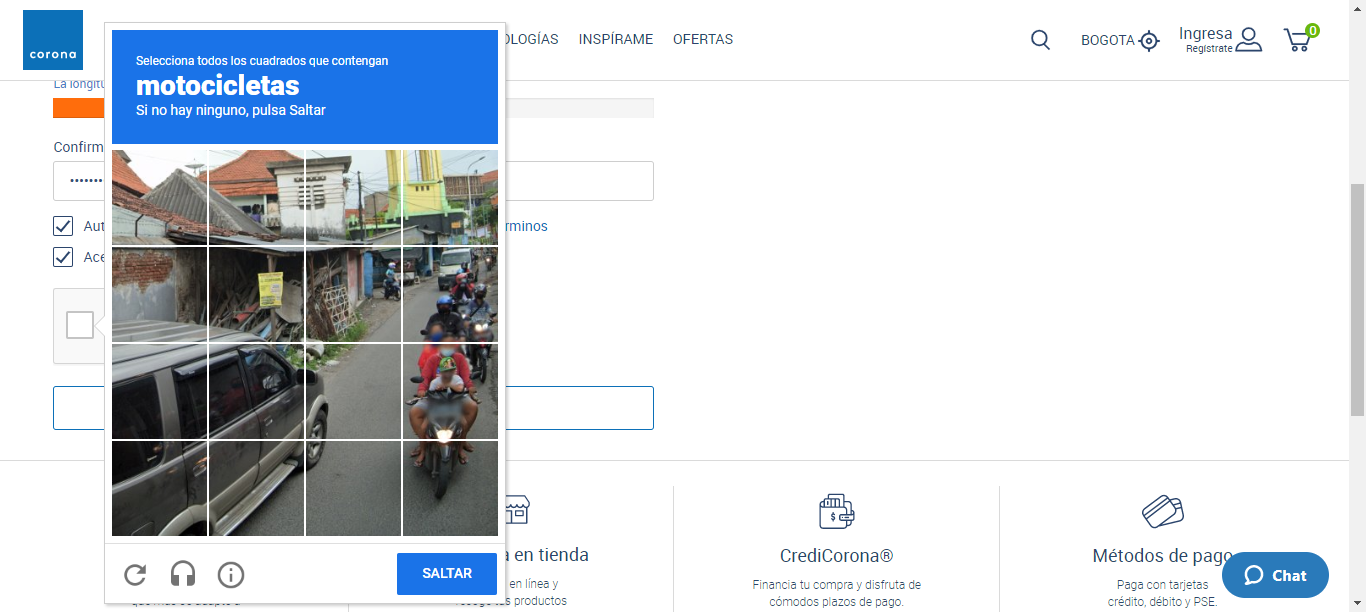 corona
OLOGÍAS INSPÍRAME OFERTAS
BOGOTA
Ingresa
Regístrate
0
Selecciona todos los cuadrados que contengan
motocicletas
Si no hay ninguno, pulsa Saltar
La longitu
Confirm
Aut
rminos
Ace
SALTAR
a en tienda
en línea y
productos
CrediCorona®
Financia tu compra y disfruta de
cómodos plazos de pago.
Métodos de pago
Paga con tarjetas
crédito, débito y PSE.
Chat